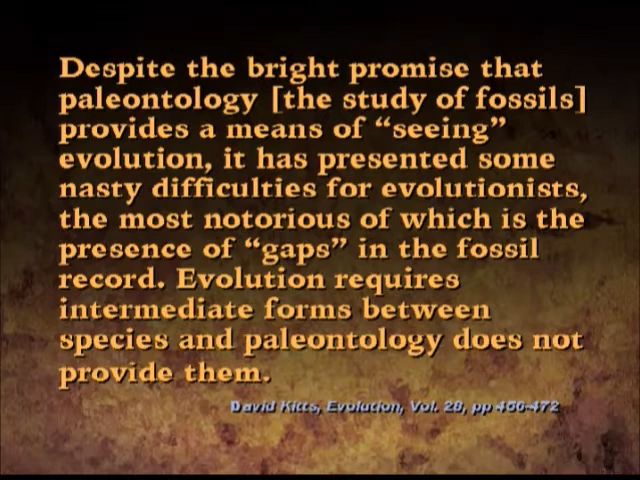 Despite the bright promise that
paleontology [the study of fossils]
provides a means of “seeing”
evolution, it has presented some
nasty difficulties for evolutionists,
the most notorious of which is the
presence of “gaps” in the fossil
record. Evolution requires
intermediate forms between
species and paleontology does not
provide them.
David Kitts, Evolution, Vol. 28, pp 466-472